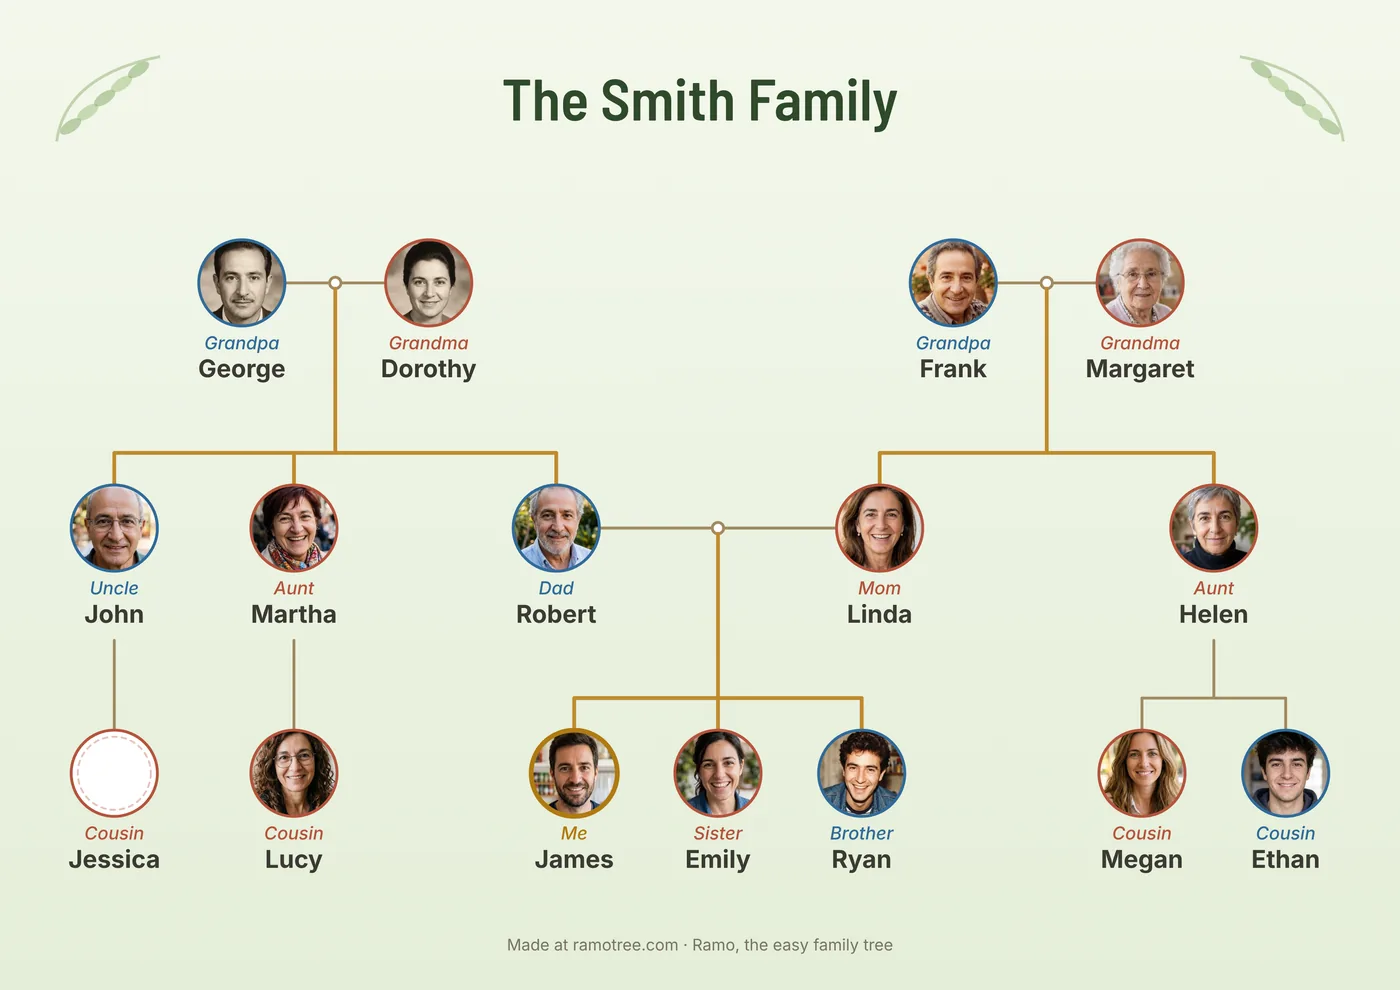 The Smith Family
Grandpa
George
Grandma
Dorothy
Grandpa
Frank
Grandma
Margaret
Uncle
John
Aunt
Martha
Dad
Robert
Mom
Linda
Aunt
Helen
Cousin
Jessica
Cousin
Lucy
Me
James
Sister
Emily
Brother
Ryan
Cousin
Megan
Cousin
Ethan
Made at ramotree.com · Ramo, the easy family tree